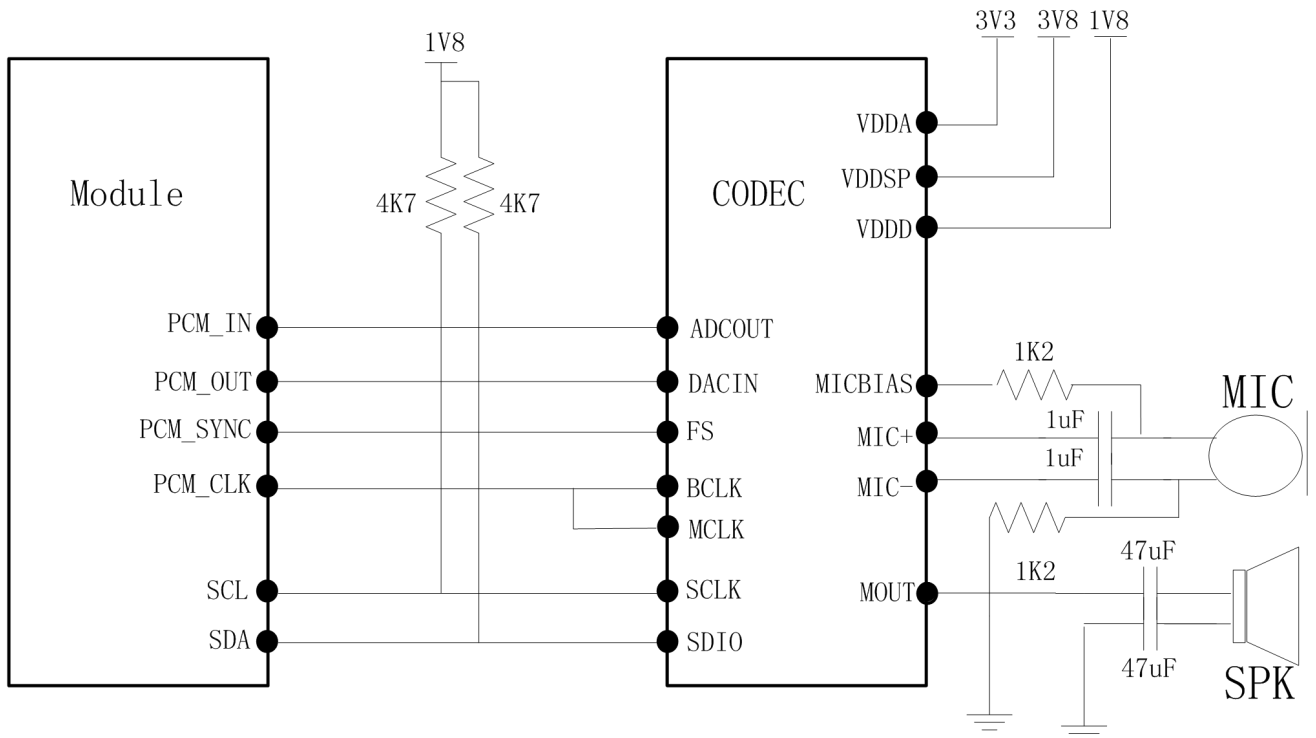 3V3 3V8 1V8
1V8
VDDA
Module
CODEC
VDDSP
4K7 4K7
VDDD
PCM_IN
ADCOUT
1K2
PCM_OUT
DACIN
MICBIAS
MIC
PCM_SYNC
FS
MIC+
1uF
1uF
PCM_CLK
BCLK
MIC-
MCLK
47uF
1K2
SCL
SCLK
MOUT
SDA
SDIO
47uF
SPK